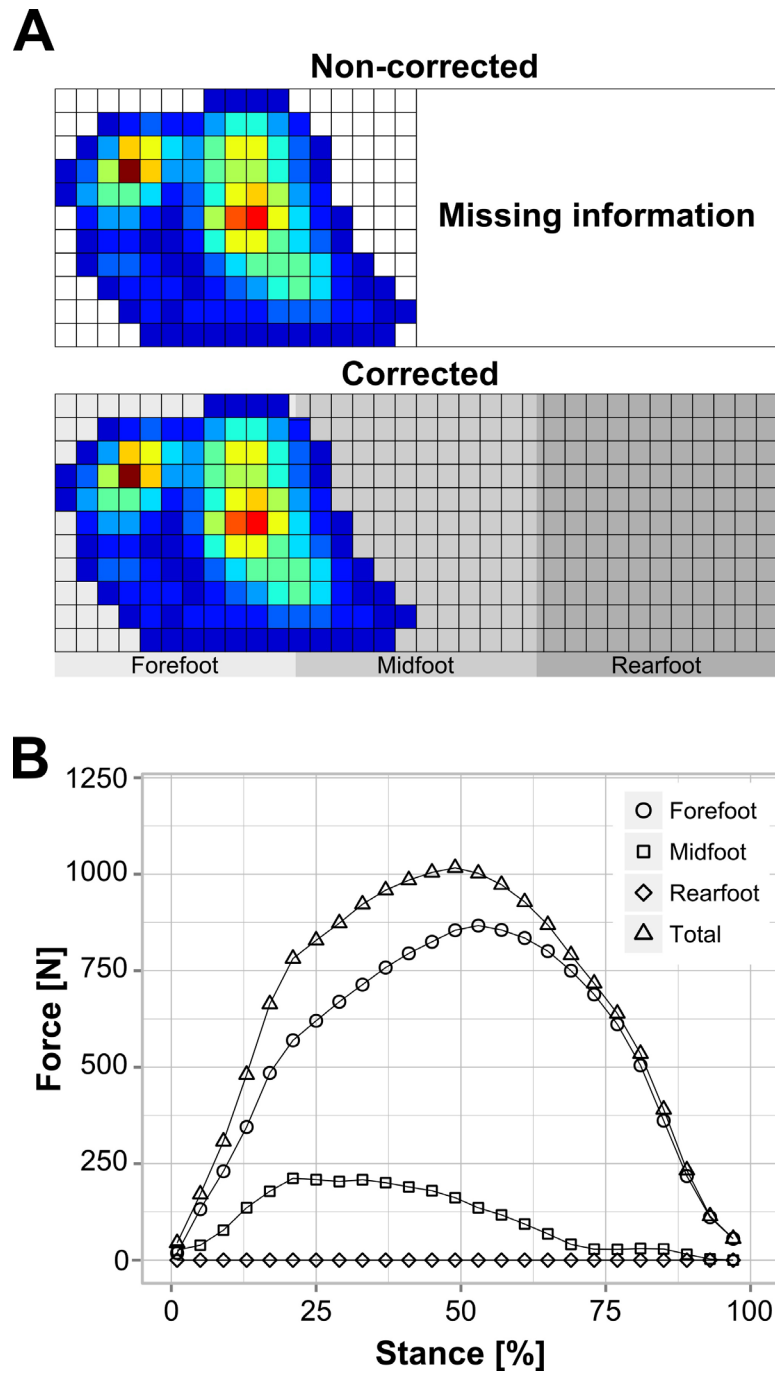 A
Non-corrected
Missing information
Corrected
Forefoot Midfoot Rearfoot
B
1250
1000
750
500
250
0
Force [N]
Forefoot
Midfoot
Rearfoot
Total
0 25 50 75 100
Stance [%]